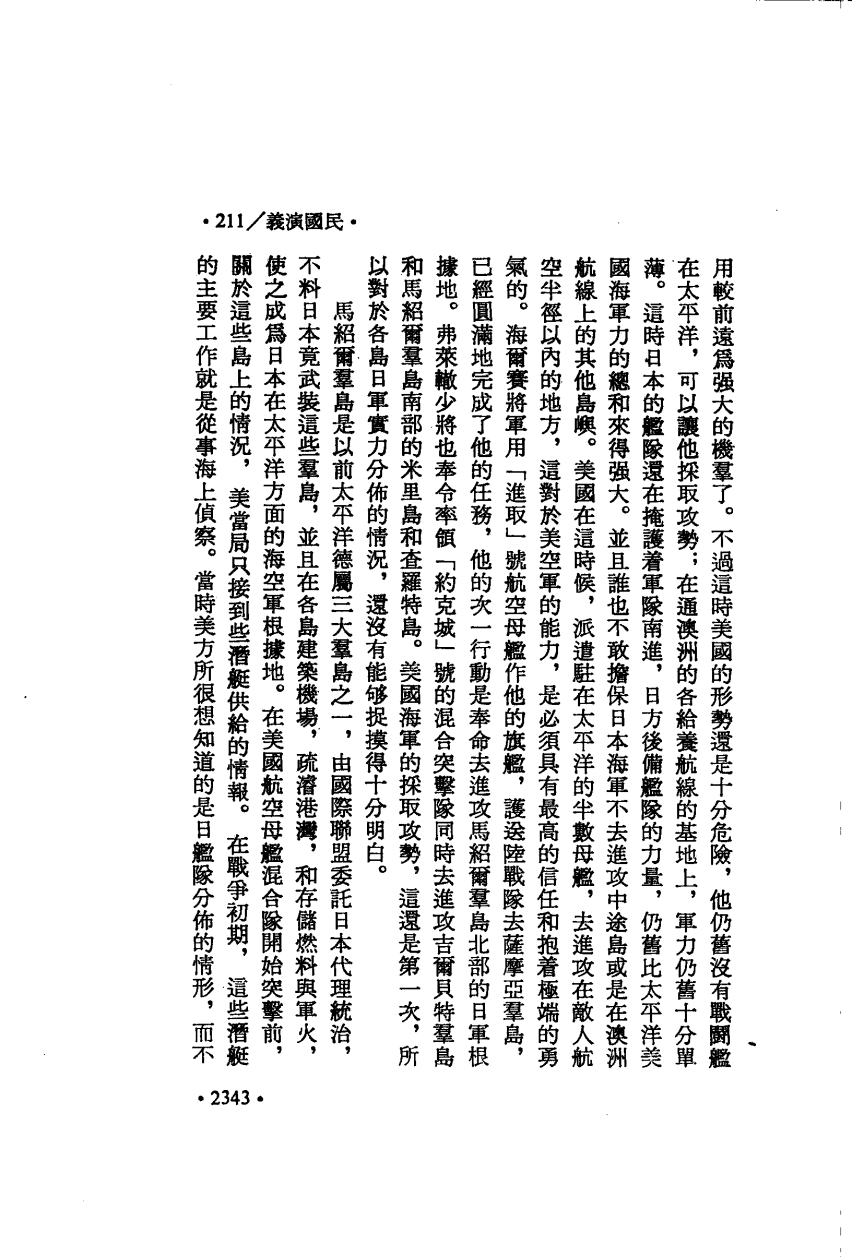 •211／義演國民•
用較前遠爲强大的機羣了。不過這時美國的形勢還是十分危險，他仍舊沒有戰鬭艦
在太平洋，可以讓他採取攻勢；在通澳洲的各給養航線的基地上，軍力仍舊十分單
薄。這時日本的艦隊還在掩護着軍隊南進，日方後備艦隊的力量，仍舊比太平洋美
國海軍力的總和來得强大。並且誰也不敢擔保日本海軍不去進攻中途島或是在澳洲
航線上的其他島嶼。美國在這時候，派遣駐在太平洋的半數母艦，去進攻在敵人航
空半徑以內的地方，這對於美空軍的能力，是必須具有最高的信任和抱着極端的勇
氣的。海爾賽將軍用「進取」號航空母艦作他的旗艦，護送陸戰隊去薩摩亞羣島，
已經圓滿地完成了他的任務，他的次一行動是奉命去進攻馬紹爾羣島北部的日軍根
據地。弗萊轍少將也奉令率領「約克城」號的混合突擊隊同時去進攻吉爾貝特羣島
和馬紹爾羣島南部的米里島和查羅特島。美國海軍的採取攻勢，這還是第一次，所
以對於各島日軍實力分佈的情況，還沒有能够捉摸得十分明白。
馬紹爾羣島是以前太平洋德屬三大羣島之一，由國際聯盟委託日本代理統治，
不料日本竟武裝這些羣島，並且在各島建築機場，疏濬港灣，和存儲燃料與軍火，
使之成爲日本在太平洋方面的海空軍根據地。在美國航空母艦混合隊開始突擊前，
關於這些島上的情況，美當局只接到些潛艇供給的情報。在戰爭初期，這些潛艇
的主要工作就是從事海上偵察。當時美方所很想知道的是日艦隊分佈的情形，而不
•2343•